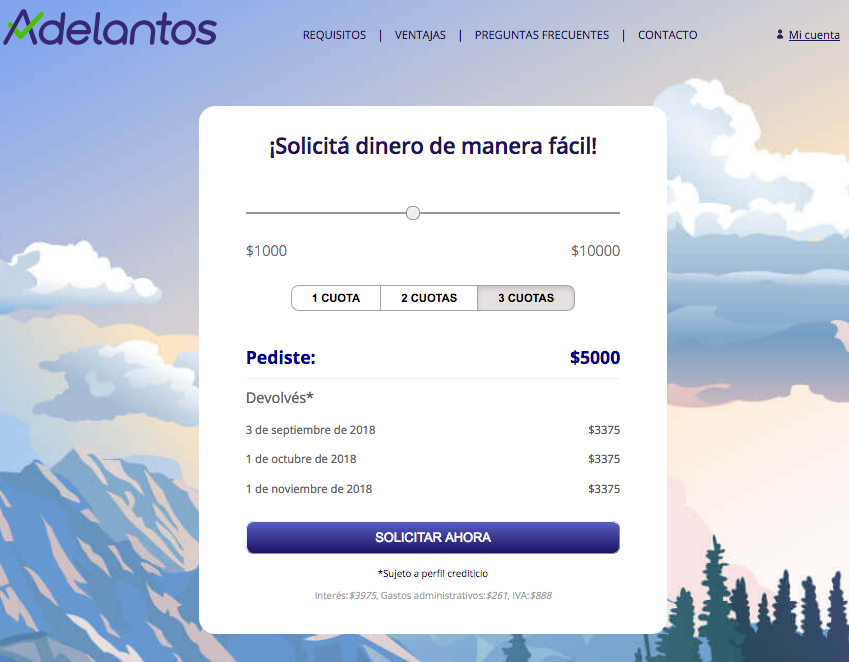 Adelantos
REQUISITOS | VENTAJAS | PREGUNTAS FRECUENTES | CONTACTO Mi cuenta
¡Solicitá dinero de manera fácil!
$1000 $10000
1 CUOTA 2 CUOTAS 3 CUOTAS
Pediste: $5000
Devolvés*
3 de septiembre de 2018 $3375
1 de octubre de 2018 $3375
1 de noviembre de 2018 $3375
SOLICITAR AHORA
*Sujeto a perfil crediticio
Interés:$3975, Gastos administrativos:$261, IVA:$888